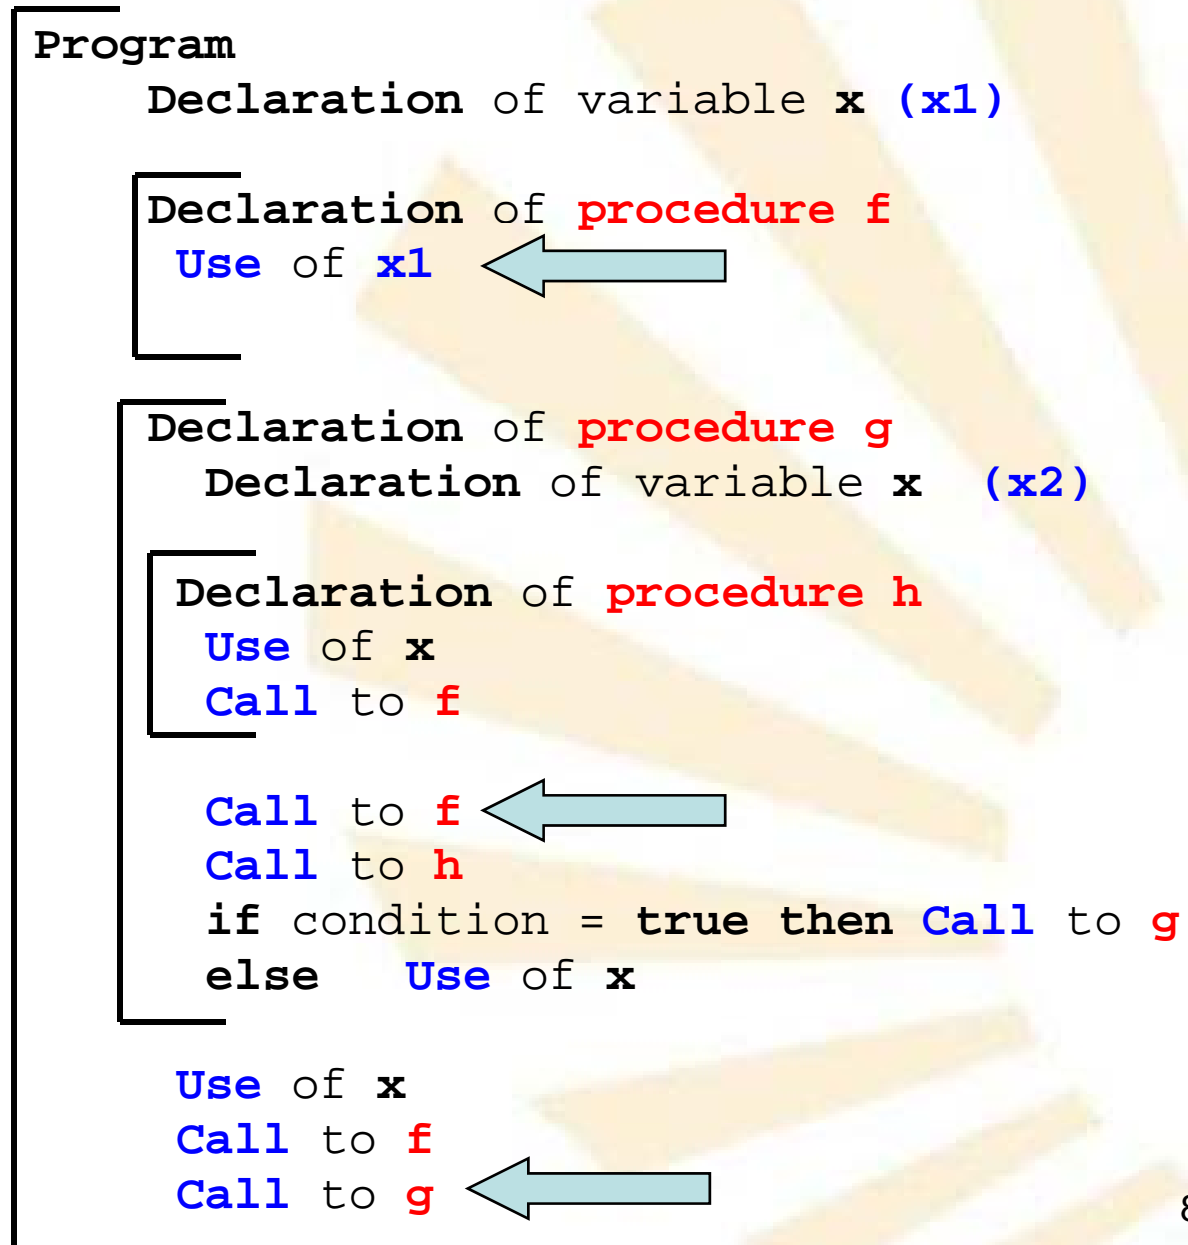 Program
Declaration of variable x (x1)
Declaration of procedure f
Use of x1
Declaration of procedure g
Declaration of variable x (x2)
Declaration of procedure h
Use of x
Call to f
Call to f
Call to h
if condition = true then Call to g
else Use of x
Use of x
Call to f
Call to g